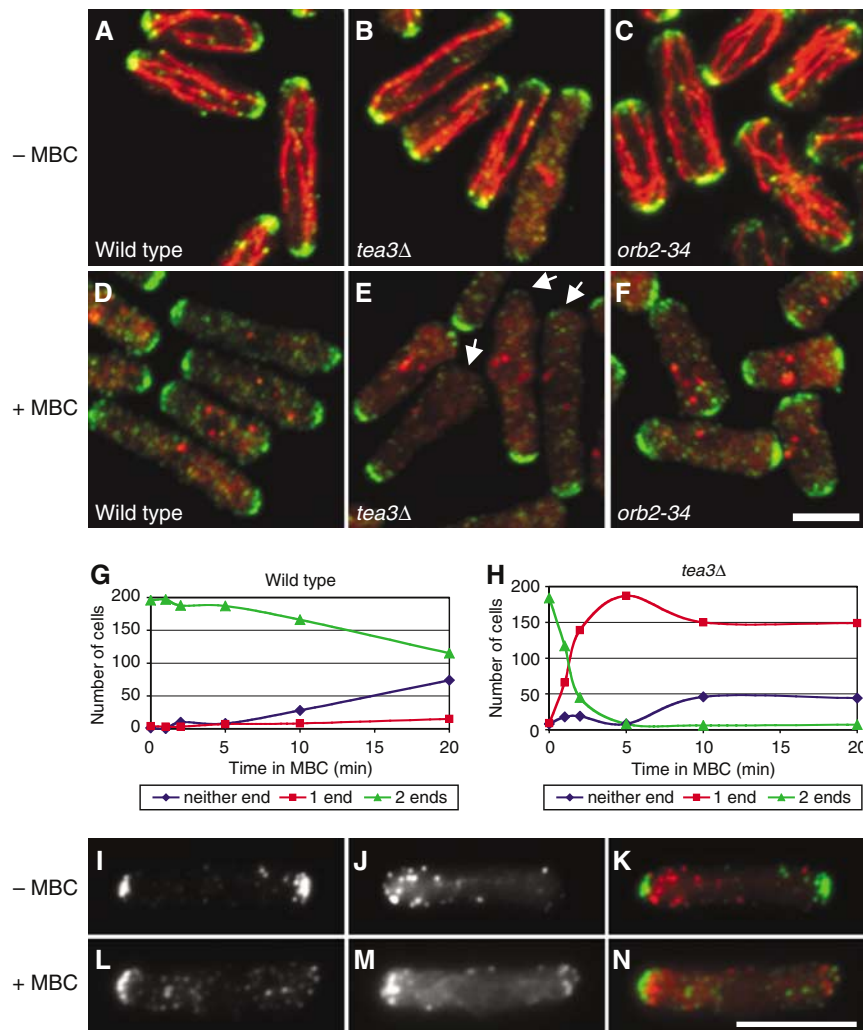 A
B
C
– MBC
Wild type
tea3Δ
orb2-34
D
E
F
+ MBC
Wild type
tea3Δ
orb2-34
G
Wild type
Number of cells
200
150
100
50
0
0 5 10 15 20
Time in MBC (min)
neither end 1 end 2 ends
H
tea3Δ
Number of cells
200
150
100
50
0
0 5 10 15 20
Time in MBC (min)
neither end 1 end 2 ends
I
J
K
– MBC
L
M
N
+ MBC